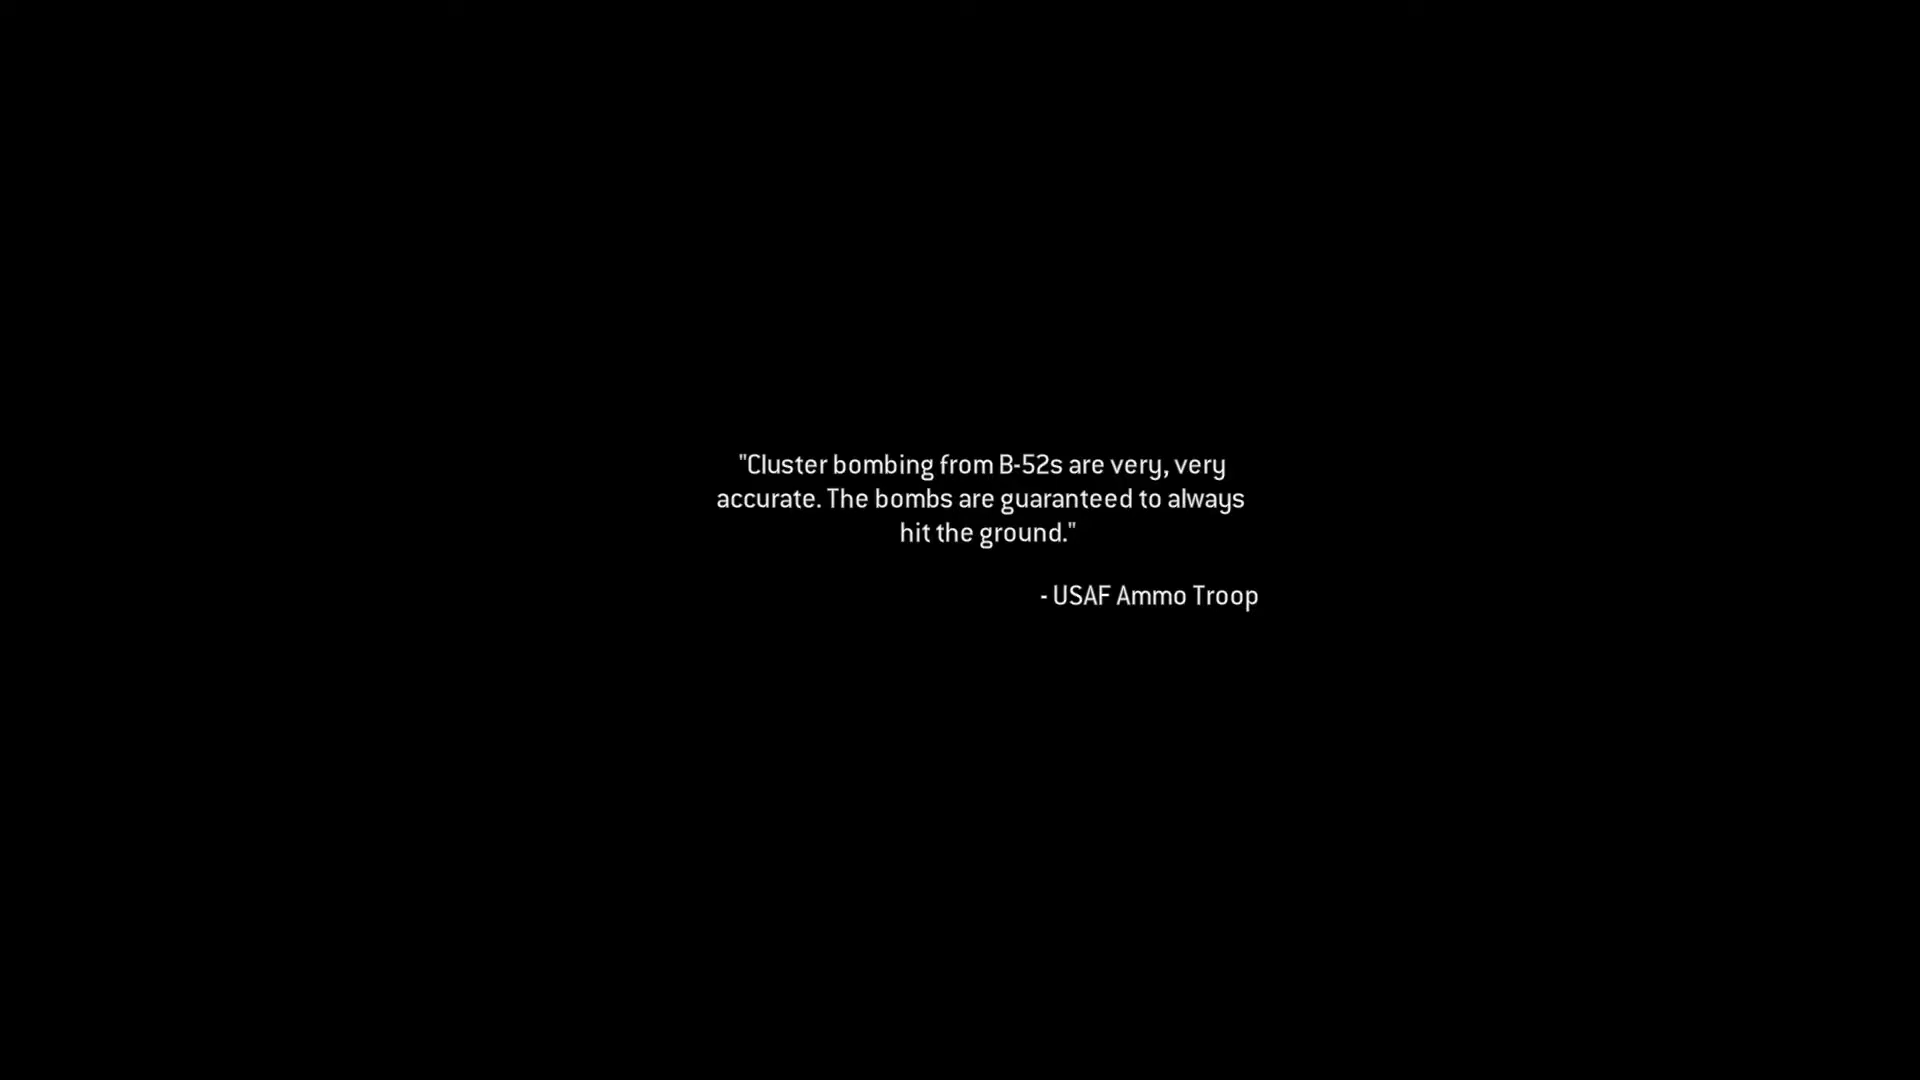 "Cluster bombing from B-52s are very, very
accurate. The bombs are guaranteed to always
hit the ground."
- USAF Ammo Troop